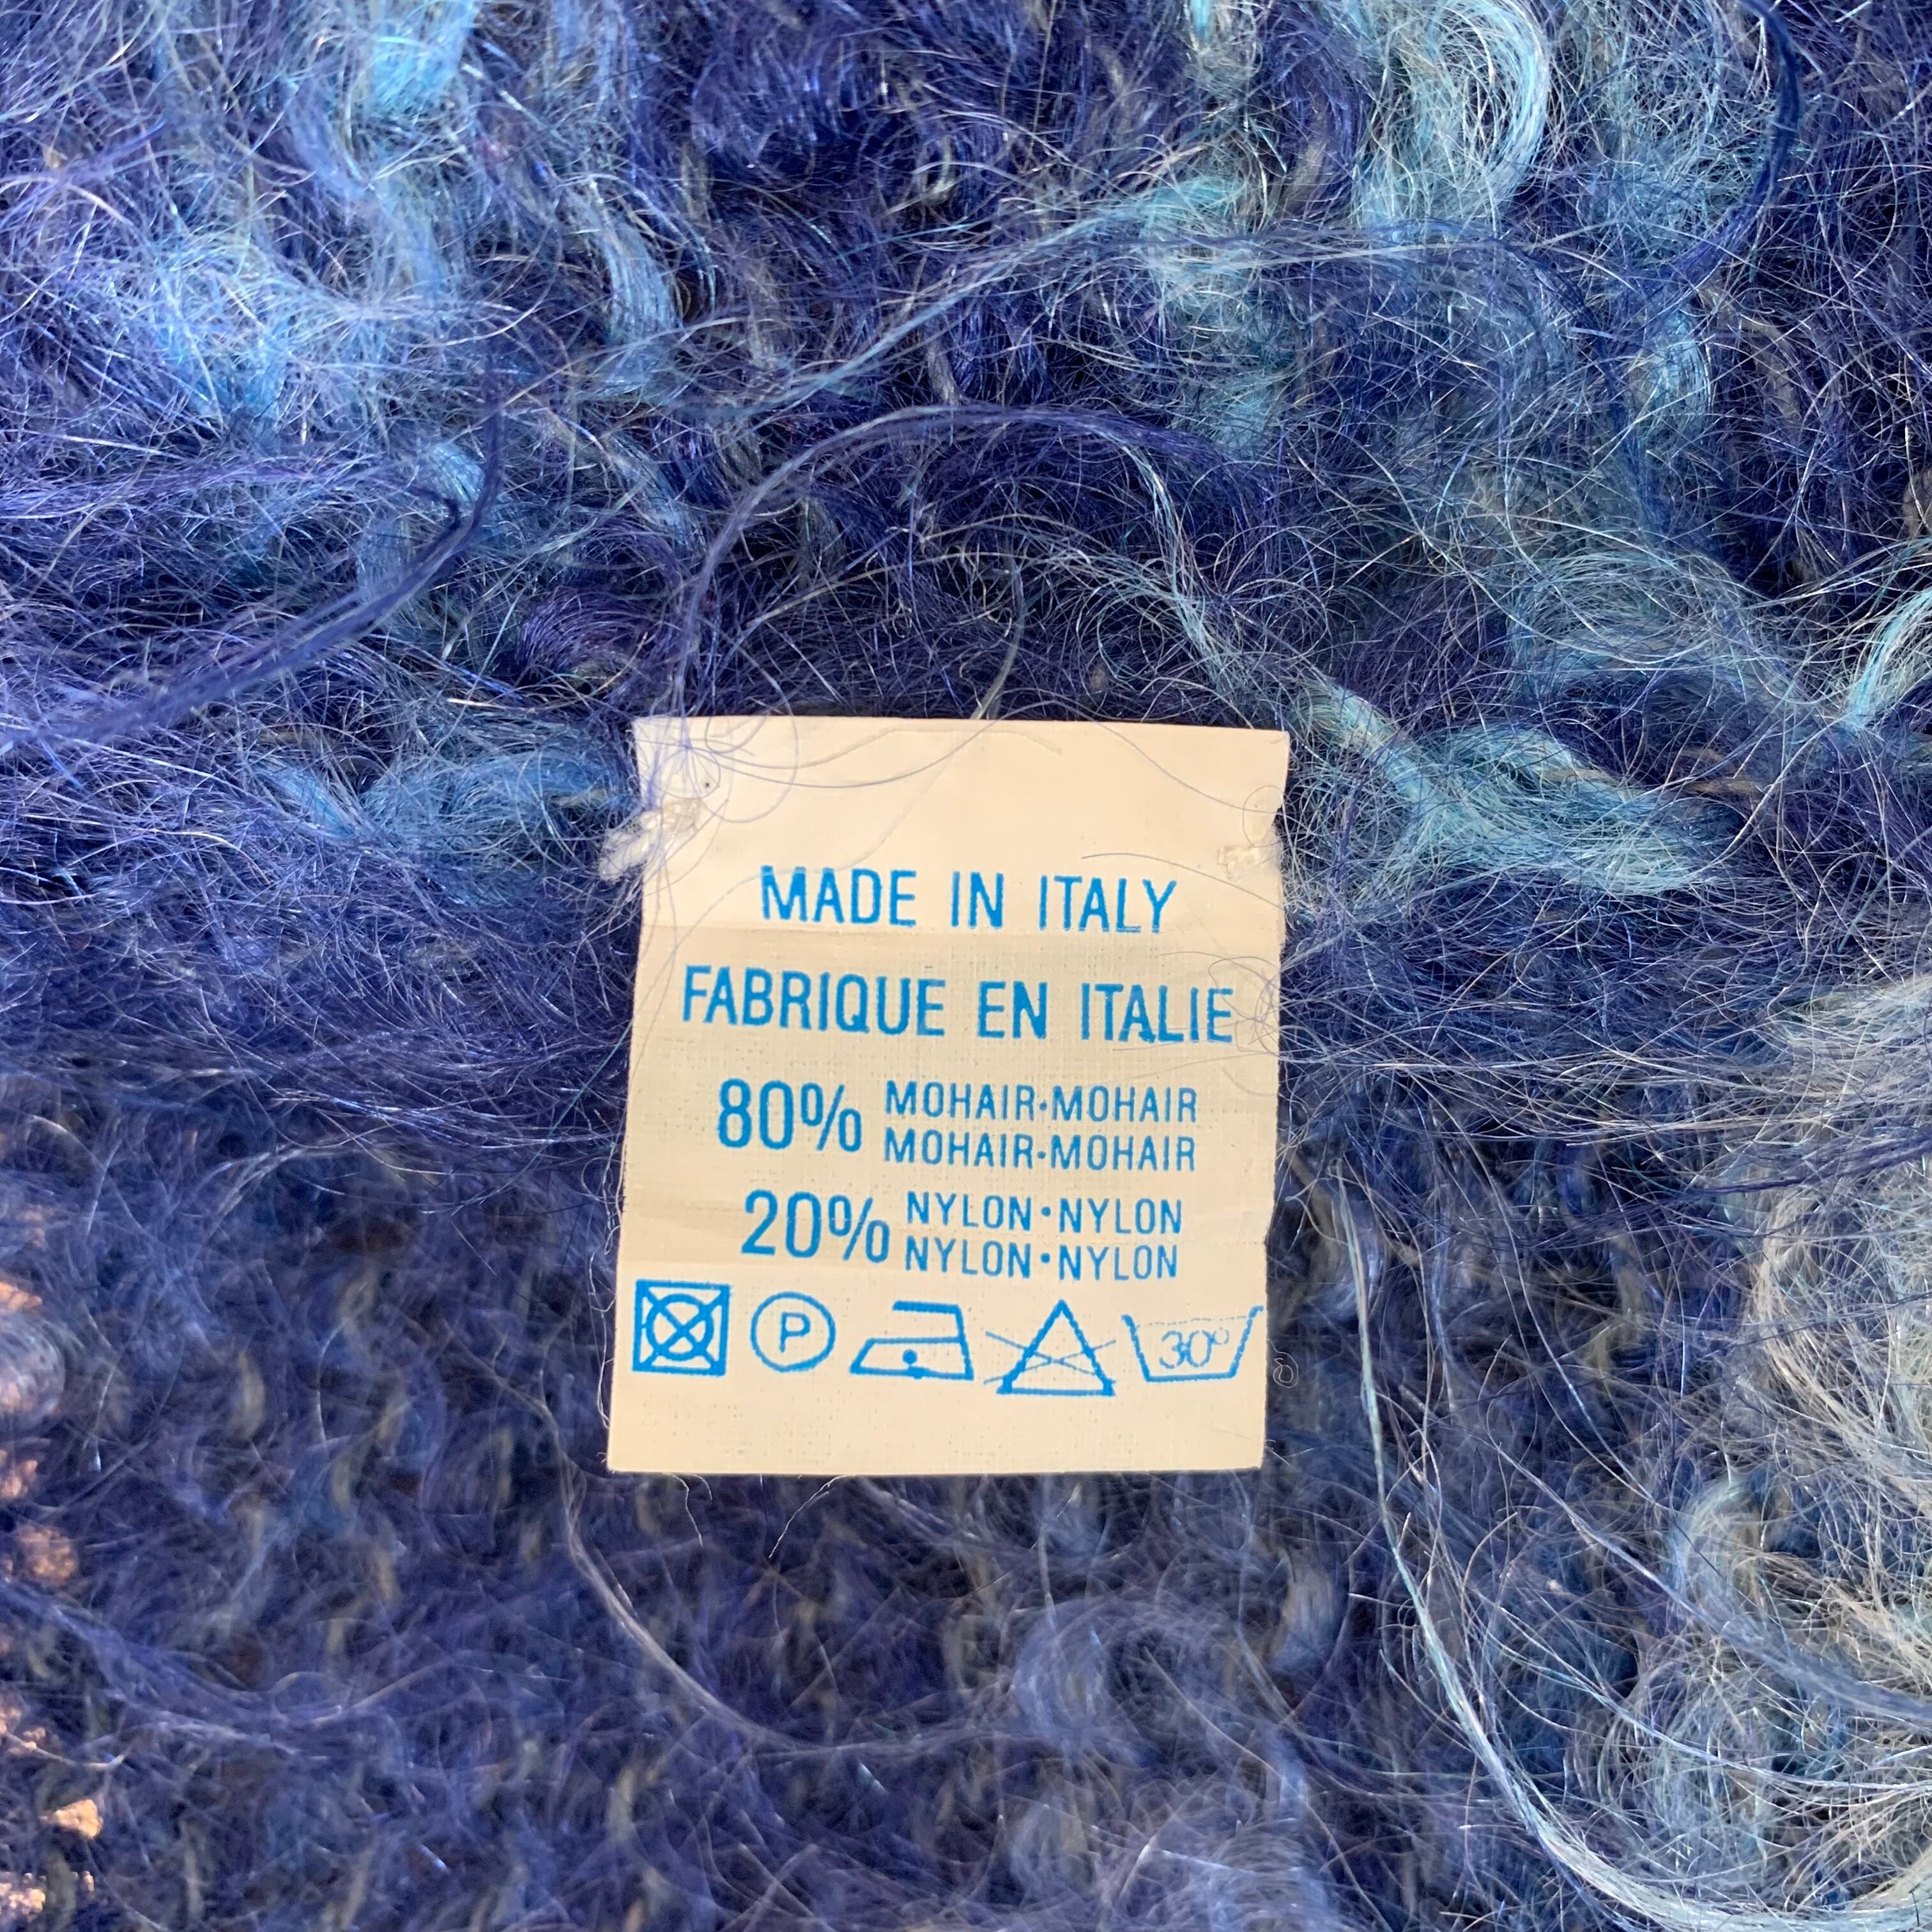 MADE IN ITALY
FABRIQUE EN ITALIE
80% MOHAIR•MOHAIR
MOHAIR•MOHAIR
20% NYLON•NYLON
NYLON•NYLON
P 30°